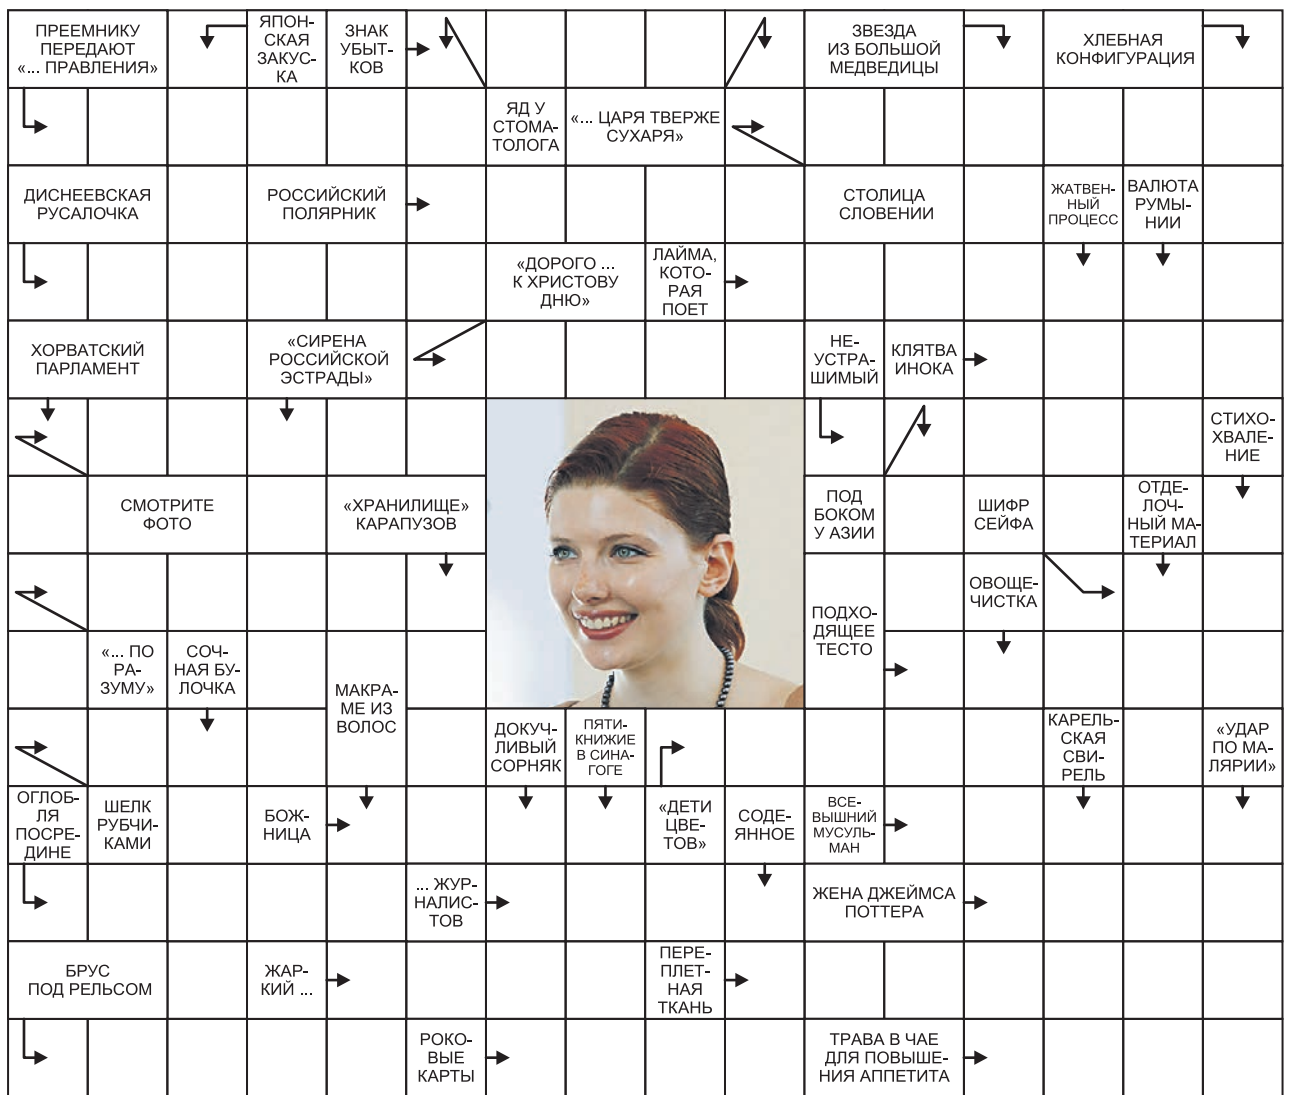 ПРЕЕМНИКУ
ПЕРЕДАЮТ
«... ПРАВЛЕНИЯ»
ЯПОН-
СКАЯ
ЗАКУС-
КА
ЗНАК
УБЫТ-
КОВ
ЗВЕЗДА
ИЗ БОЛЬШОЙ
МЕДВЕДИЦЫ
ХЛЕБНАЯ
КОНФИГУРАЦИЯ
ЯД У
СТОМА-
ТОЛОГА
«... ЦАРЯ ТВЕРЖЕ
СУХАРЯ»
ДИСНЕЕВСКАЯ
РУСАЛОЧКА
РОССИЙСКИЙ
ПОЛЯРНИК
СТОЛИЦА
СЛОВЕНИИ
ЖАТВЕН-
НЫЙ
ПРОЦЕСС
ВАЛЮТА
РУМЫ-
НИИ
«ДОРОГО ...
К ХРИСТОВУ
ДНЮ»
ЛАЙМА,
КОТО-
РАЯ
ПОЕТ
ХОРВАТСКИЙ
ПАРЛАМЕНТ
«СИРЕНА
РОССИЙСКОЙ
ЭСТРАДЫ»
НЕ-
УСТРА-
ШИМЫЙ
КЛЯТВА
ИНОКА
СТИХО-
ХВАЛЕ-
НИЕ
СМОТРИТЕ
ФОТО
«ХРАНИЛИЩЕ»
КАРАПУЗОВ
ПОД
БОКОМ
У АЗИИ
ШИФР
СЕЙФА
ОТДЕ-
ЛОЧ-
НЫЙ МА-
ТЕРИАЛ
ПОДХО-
ДЯЩЕЕ
ТЕСТО
ОВОЩЕ-
ЧИСТКА
«... ПО
РА-
ЗУМУ»
СОЧ-
НАЯ БУ-
ЛОЧКА
МАКРА-
МЕ ИЗ
ВОЛОС
ДОКУЧ-
ЛИВЫЙ
СОРНЯК
ПЯТИ-
КНИЖИЕ
В СИНА-
ГОГЕ
КАРЕЛЬ-
СКАЯ
СВИ-
РЕЛЬ
«УДАР
ПО МА-
ЛЯРИИ»
ОГЛОБ-
ЛЯ
ПОСРЕ-
ДИНЕ
ШЕЛК
РУБЧИ-
КАМИ
БОЖ-
НИЦА
«ДЕТИ
ЦВЕ-
ТОВ»
СОДЕ-
ЯННОЕ
ВСЕ-
ВЫШНИЙ
МУСУЛЬ-
МАН
... ЖУР-
НАЛИС-
ТОВ
ЖЕНА ДЖЕЙМСА
ПОТТЕРА
БРУС
ПОД РЕЛЬСОМ
ЖАР-
КИЙ ...
ПЕРЕ-
ПЛЕТ-
НАЯ
ТКАНЬ
РОКО-
ВЫЕ
КАРТЫ
ТРАВА В ЧАЕ
ДЛЯ ПОВЫШЕ-
НИЯ АППЕТИТА